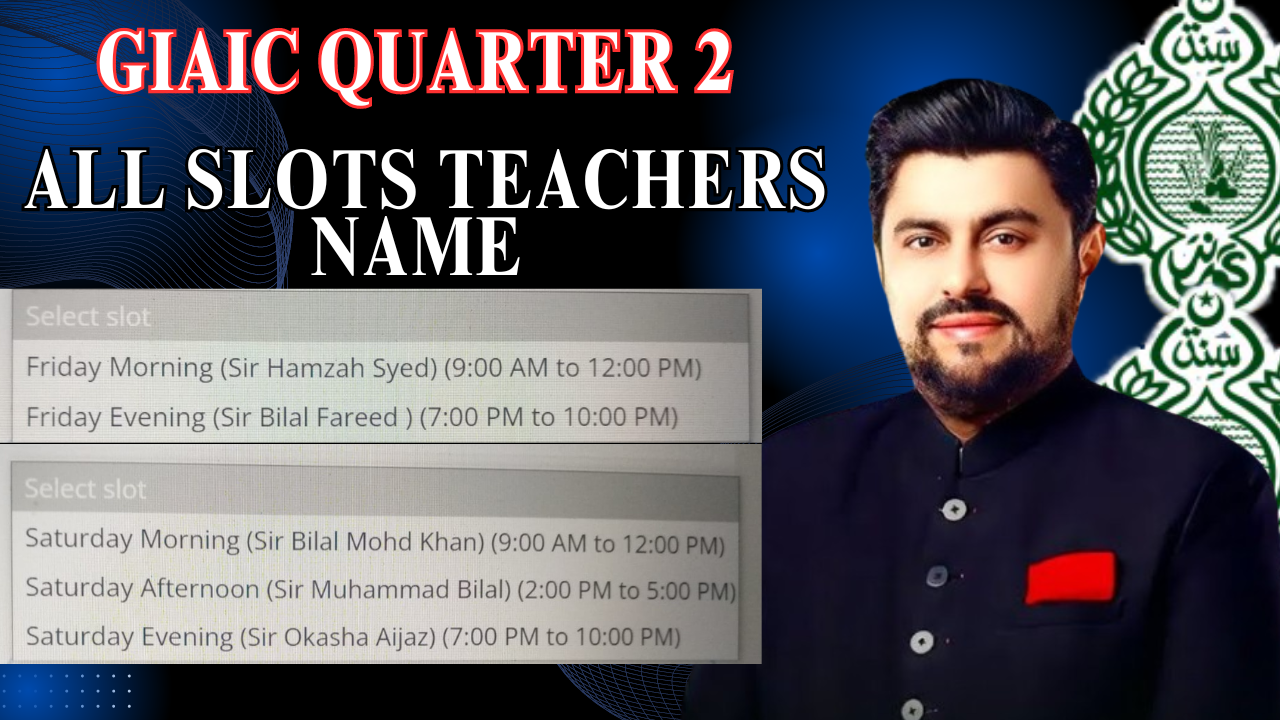 GIAIC QUARTER 2
ALL SLOTS TEACHERS
NAME
Select slot
Friday Morning (Sir Hamzah Syed) (9:00 AM to 12:00 PM)
Friday Evening (Sir Bilal Fareed ) (7:00 PM to 10:00 PM)
Select slot
Saturday Morning (Sir Bilal Mohd Khan) (9:00 AM to 12:00 PM)
Saturday Afternoon (Sir Muhammad Bilal) (2:00 PM to 5:00 PM)
Saturday Evening (Sir Okasha Aijaz) (7:00 PM to 10:00 PM)